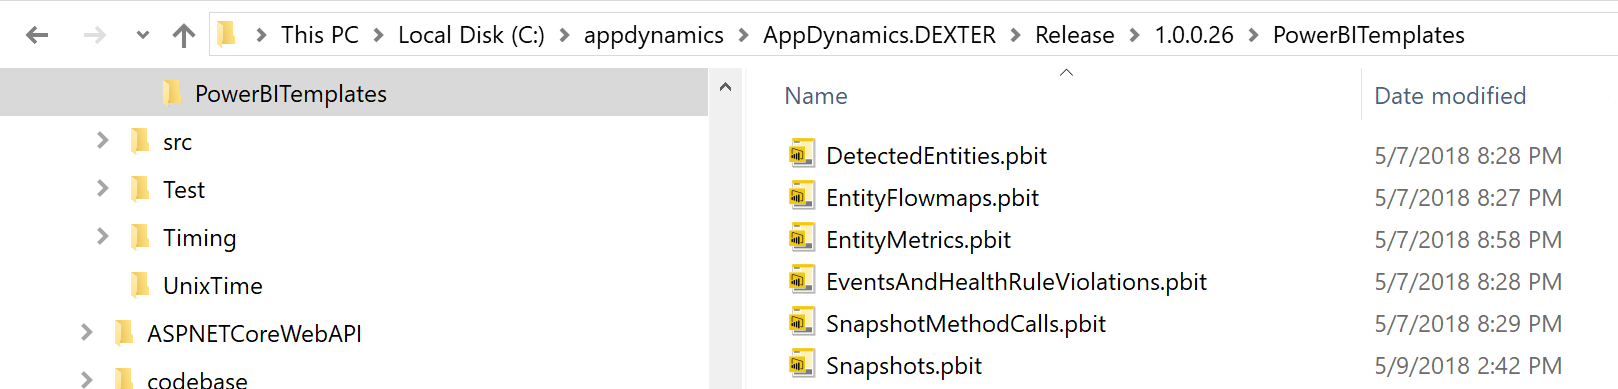 This PC > Local Disk (C:) > appdynamics > AppDynamics.DEXTER > Release > 1.0.0.26 > PowerBITemplates
PowerBITemplates
src
Test
Timing
UnixTime
ASPNETCoreWebAPI
codebase
Name Date modified
DetectedEntities.pbit 5/7/2018 8:28 PM
EntityFlowmaps.pbit 5/7/2018 8:27 PM
EntityMetrics.pbit 5/7/2018 8:58 PM
EventsAndHealthRuleViolations.pbit 5/7/2018 8:28 PM
SnapshotMethodCalls.pbit 5/7/2018 8:29 PM
Snapshots.pbit 5/9/2018 2:42 PM